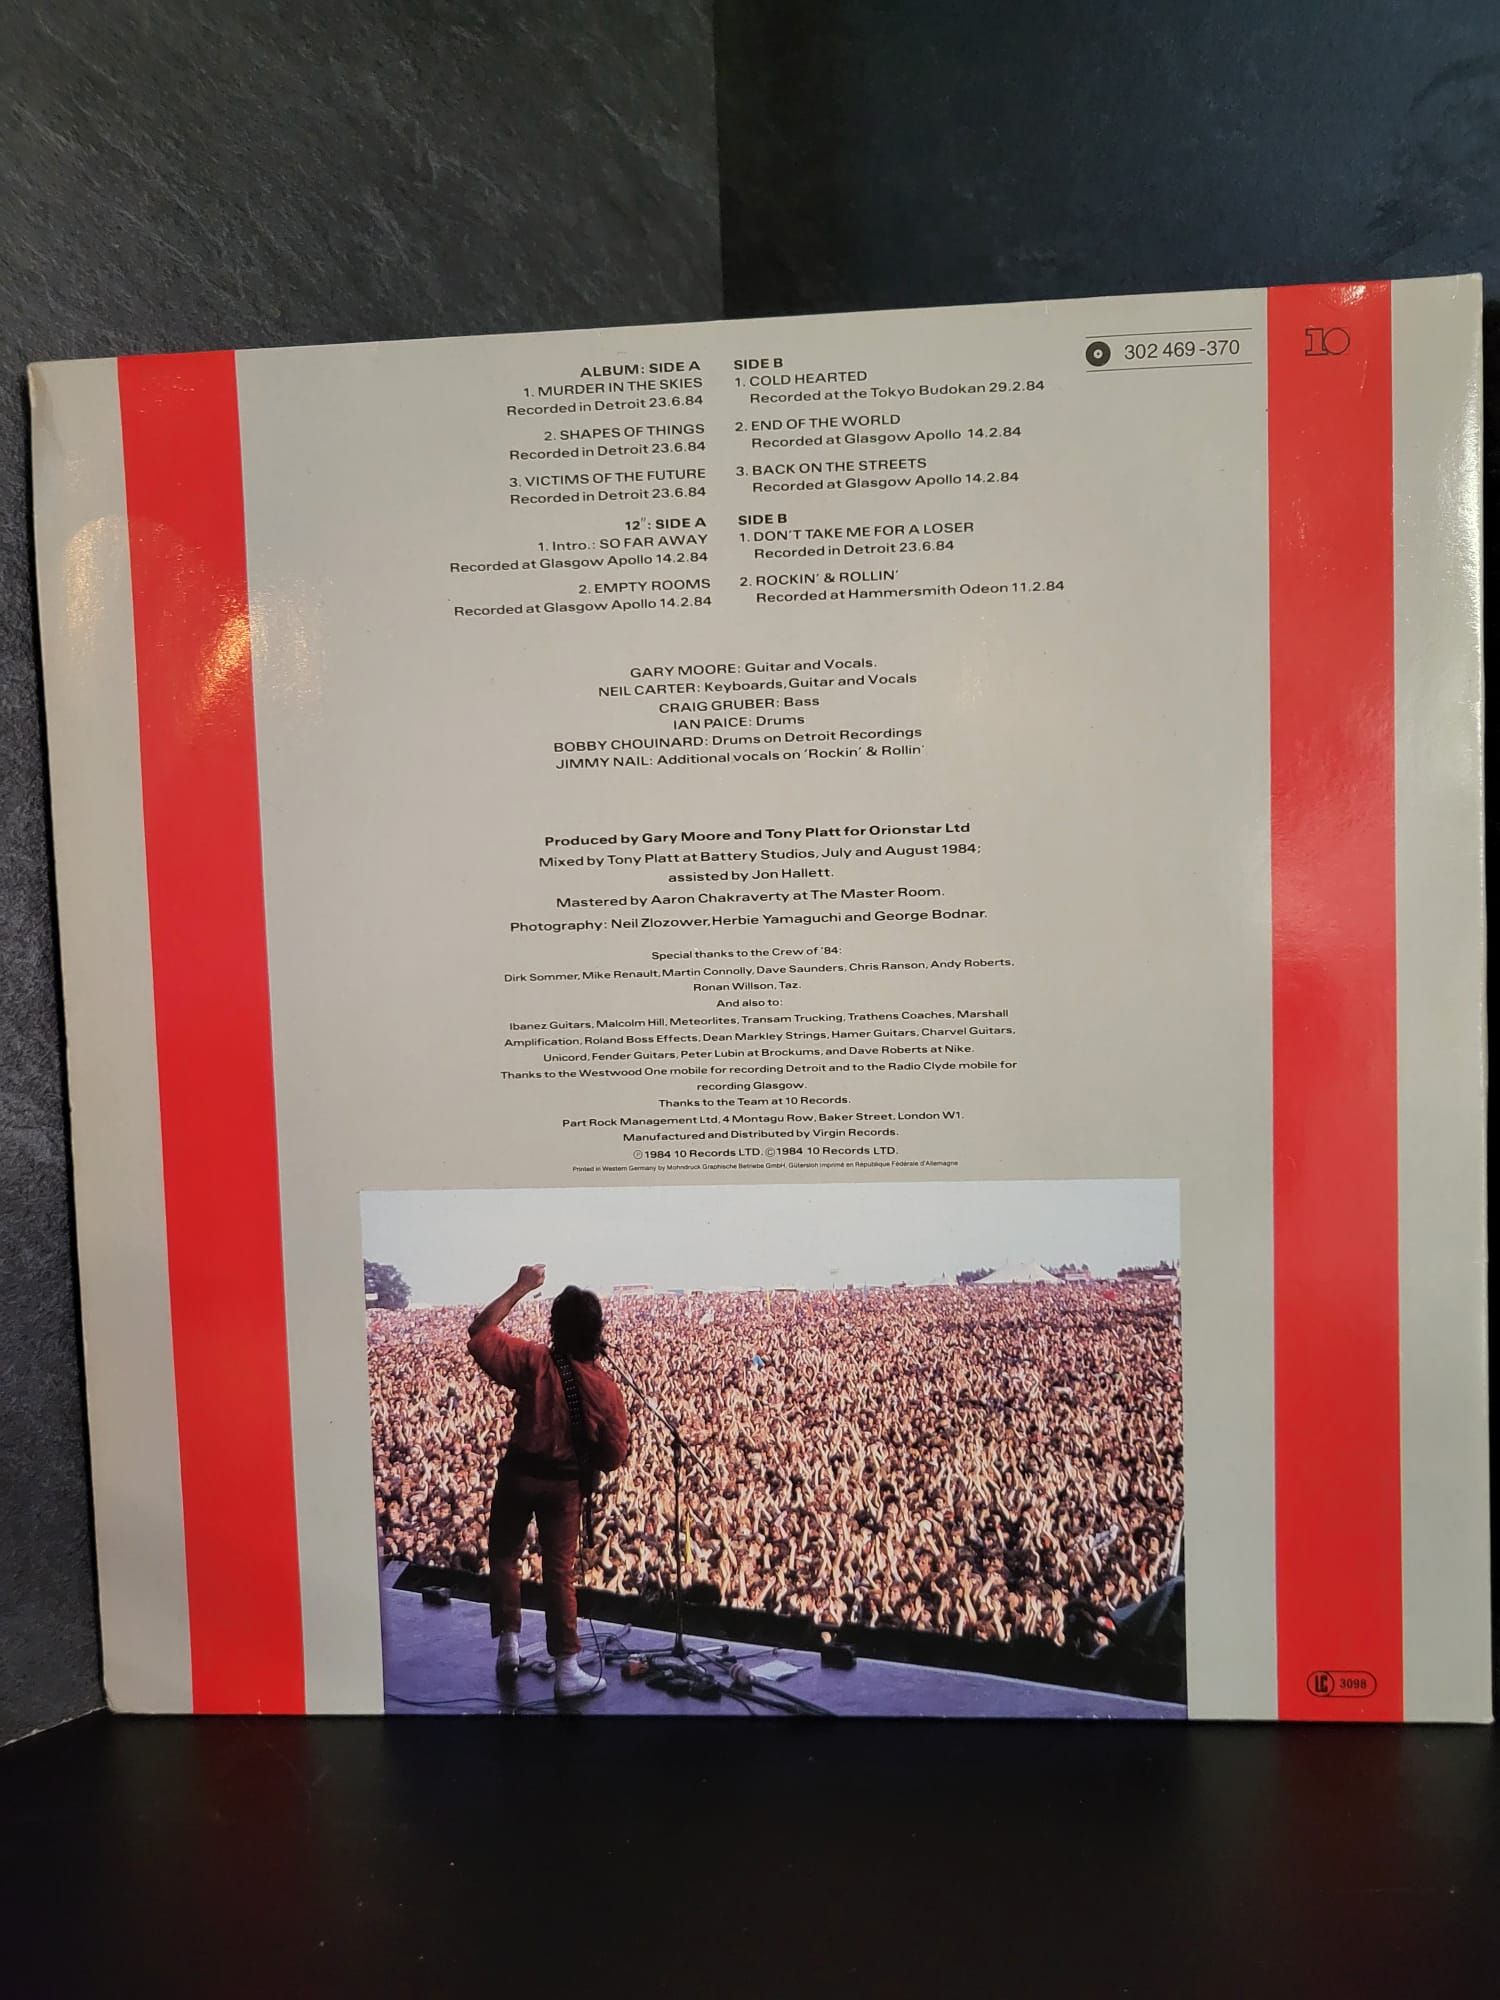 ALBUM: SIDE A
1. MURDER IN THE SKIES
Recorded in Detroit 23.6.84
2. SHAPES OF THINGS
Recorded in Detroit 23.6.84
3. VICTIMS OF THE FUTURE
Recorded in Detroit 23.6.84
12": SIDE A
1. Intro.: SO FAR AWAY
Recorded at Glasgow Apollo 14.2.84
2. EMPTY ROOMS
Recorded at Glasgow Apollo 14.2.84
SIDE B
1. COLD HEARTED
Recorded at the Tokyo Budokan 29.2.84
2. END OF THE WORLD
Recorded at Glasgow Apollo 14.2.84
3. BACK ON THE STREETS
Recorded at Glasgow Apollo 14.2.84
SIDE B
1. DON'T TAKE ME FOR A LOSER
Recorded in Detroit 23.6.84
2. ROCKIN' & ROLLIN'
Recorded at Hammersmith Odeon 11.2.84
302 469-370
10
GARY MOORE: Guitar and Vocals.
NEIL CARTER: Keyboards, Guitar and Vocals
CRAIG GRUBER: Bass
IAN PAICE: Drums
BOBBY CHOUINARD: Drums on Detroit Recordings
JIMMY NAIL: Additional vocals on 'Rockin' & Rollin'
Produced by Gary Moore and Tony Platt for Orionstar Ltd
Mixed by Tony Platt at Battery Studios, July and August 1984;
assisted by Jon Hallett.
Mastered by Aaron Chakraverty at The Master Room.
Photography: Neil Zlozower, Herbie Yamaguchi and George Bodnar.
Special thanks to the Crew of '84:
Dirk Sommer, Mike Renault, Martin Connolly, Dave Saunders, Chris Ranson, Andy Roberts,
Ronan Willson, Taz.
And also to:
Ibanez Guitars, Malcolm Hill, Meteorlites, Transam Trucking, Trathens Coaches, Marshall
Amplification, Roland Boss Effects, Dean Markley Strings, Hamer Guitars, Charvel Guitars,
Unicord, Fender Guitars, Peter Lubin at Brockums, and Dave Roberts at Nike.
Thanks to the Westwood One mobile for recording Detroit and to the Radio Clyde mobile for
recording Glasgow.
Thanks to the Team at 10 Records.
Part Rock Management Ltd, 4 Montagu Row, Baker Street, London W1.
Manufactured and Distributed by Virgin Records.
℗ 1984 10 Records LTD. © 1984 10 Records LTD.
Printed in Western Germany by Mohndruck Graphische Betriebe GmbH, Gütersloh Imprimé en République Fédérale d'Allemagne
LC 3098